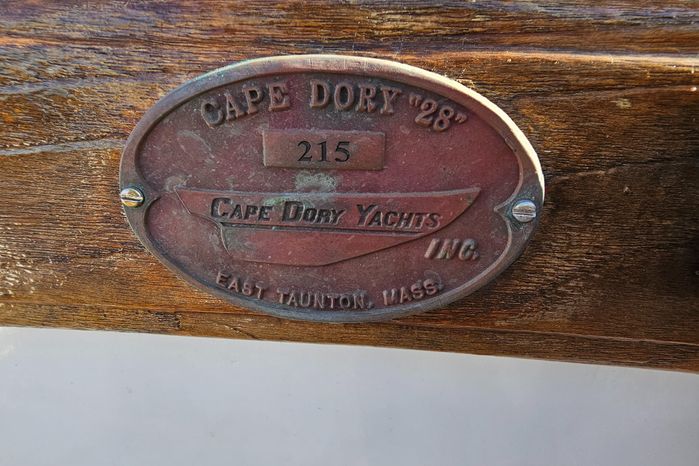 CAPE DORY "28"
215
CAPE DORY YACHTS
INC.
EAST TAUNTON, MASS.